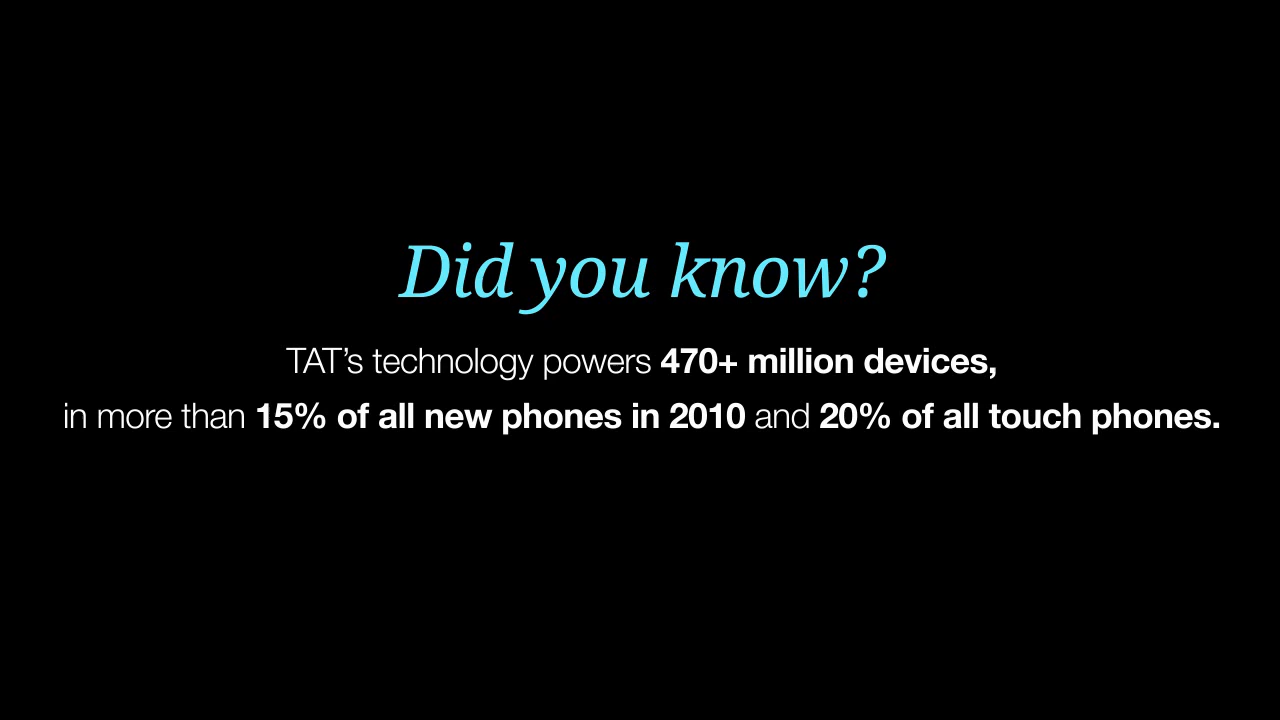 Did you know?
TAT’s technology powers 470+ million devices,
in more than 15% of all new phones in 2010 and 20% of all touch phones.